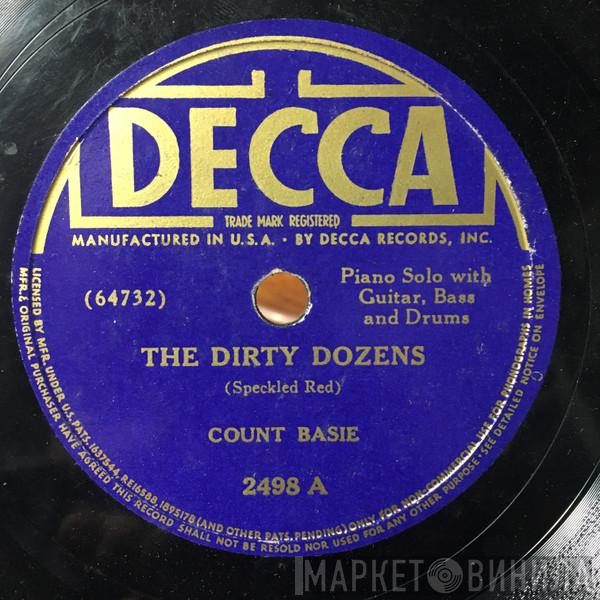 DECCA
TRADE MARK REGISTERED
MANUFACTURED IN U.S.A. · BY DECCA RECORDS, INC.
(64732)
Piano Solo with
Guitar, Bass
and Drums
THE DIRTY DOZENS
(Speckled Red)
COUNT BASIE
2498 A
LICENSED BY MFR. UNDER U.S. PATS. 1637544, RE16588, 1895178 (AND OTHER PATS. PENDING) ONLY FOR NON-COMMERCIAL USE FOR PHONOGRAPHS IN HOMES
MFR. & ORIGINAL PURCHASER HAVE AGREED THIS RECORD SHALL NOT BE RESOLD NOR USED FOR ANY OTHER PURPOSE · SEE DETAILED NOTICE ON ENVELOPE
МАРКЕТ ВИНИЛА